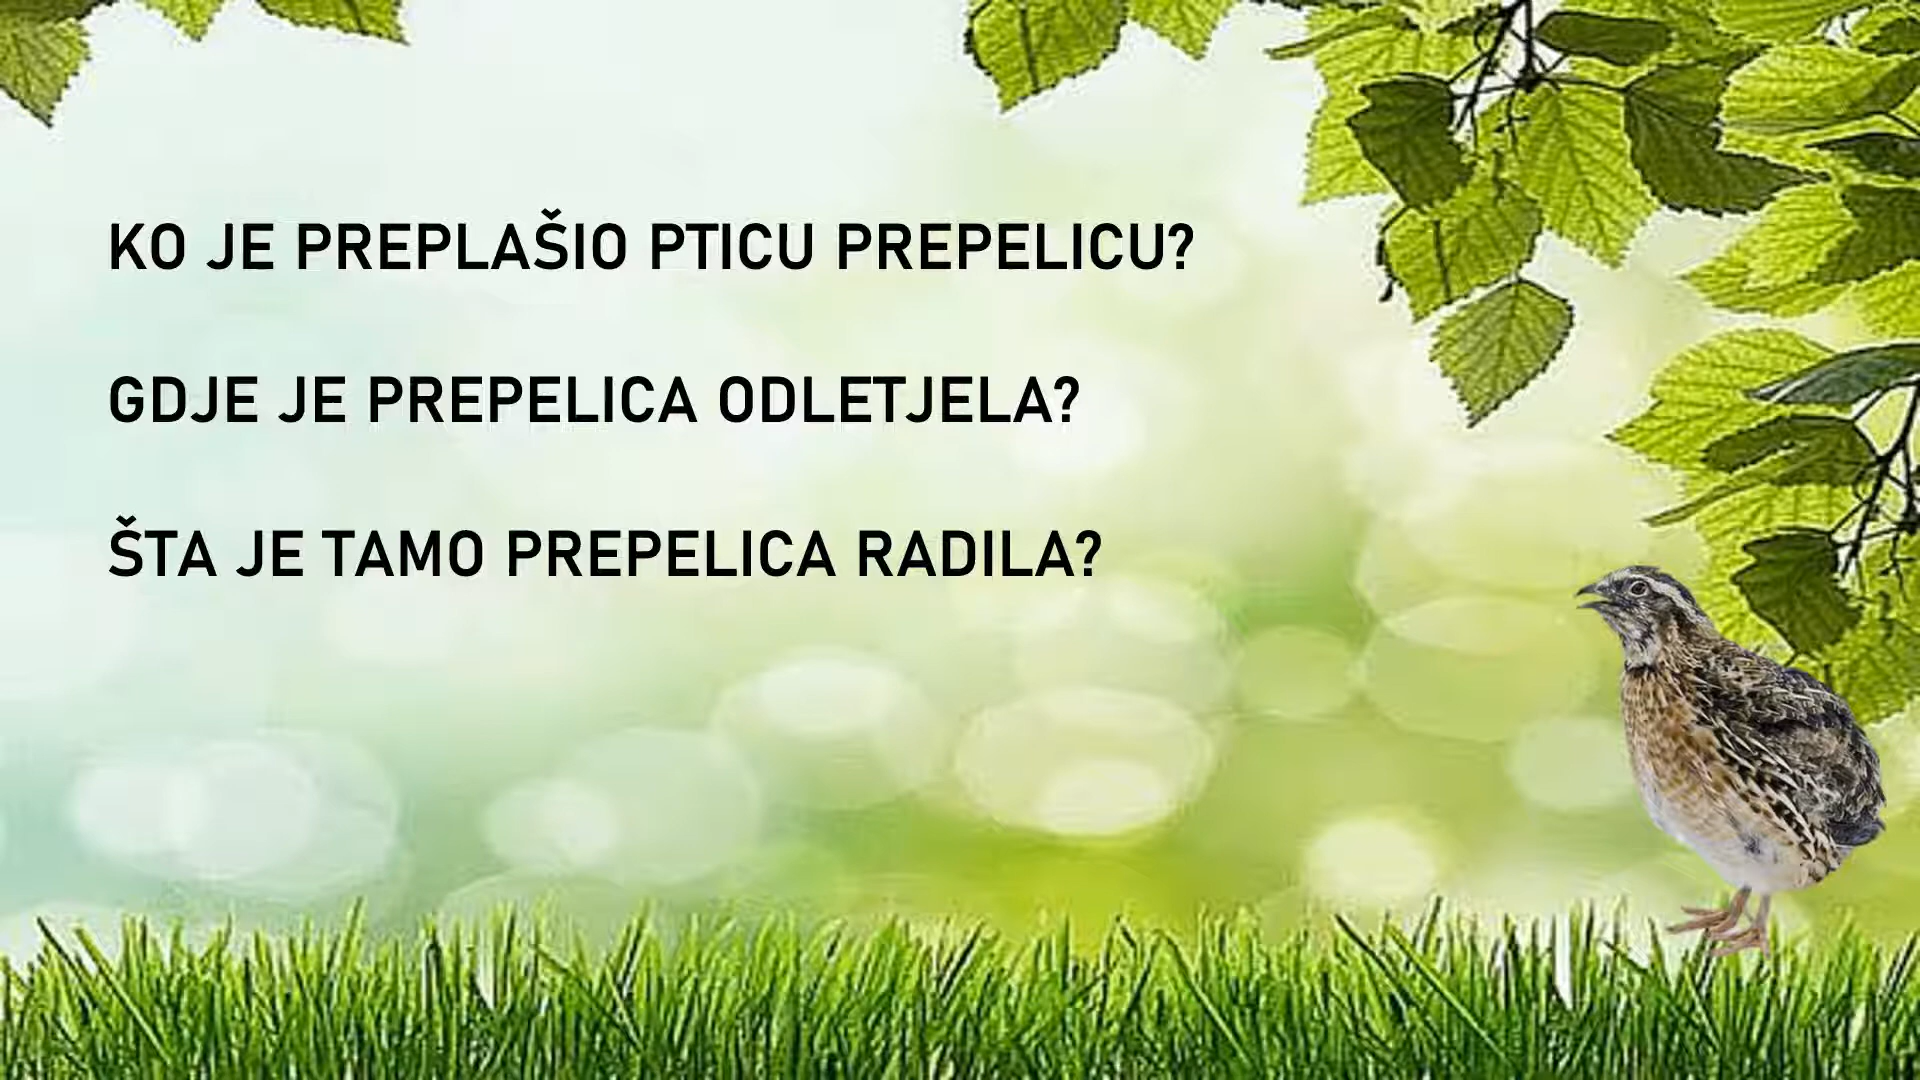 KO JE PREPLAŠIO PTICU PREPELICU?
GDJE JE PREPELICA ODLETJELA?
ŠTA JE TAMO PREPELICA RADILA?